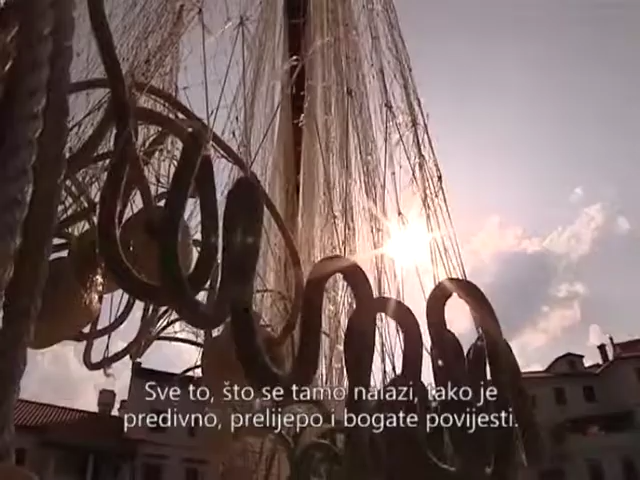 Sve to, što se tamo nalazi, tako je
predivno, prelijepo i bogate povijesti.